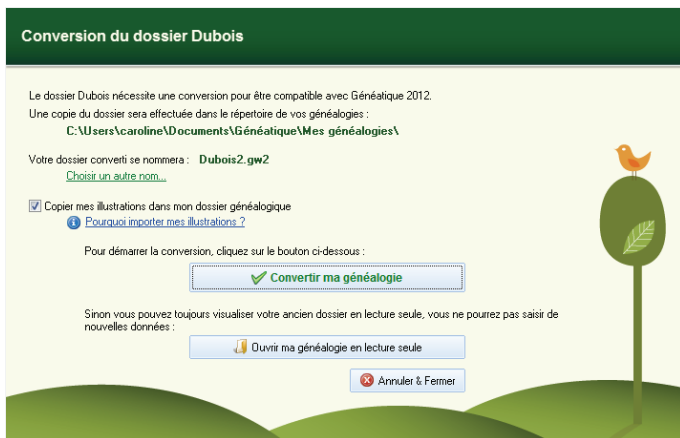 Conversion du dossier Dubois
Le dossier Dubois nécessite une conversion pour être compatible avec Généatique 2012.
Une copie du dossier sera effectuée dans le répertoire de vos généalogies :
C:\Users\caroline\Documents\Généatique\Mes généalogies\
Votre dossier converti se nommera : Dubois2.gw2
Choisir un autre nom...
Copier mes illustrations dans mon dossier généalogique
Pourquoi importer mes illustrations ?
Pour démarrer la conversion, cliquez sur le bouton ci-dessous :
Convertir ma généalogie
Sinon vous pouvez toujours visualiser votre ancien dossier en lecture seule, vous ne pourrez pas saisir de
nouvelles données :
Ouvrir ma généalogie en lecture seule
Annuler & Fermer